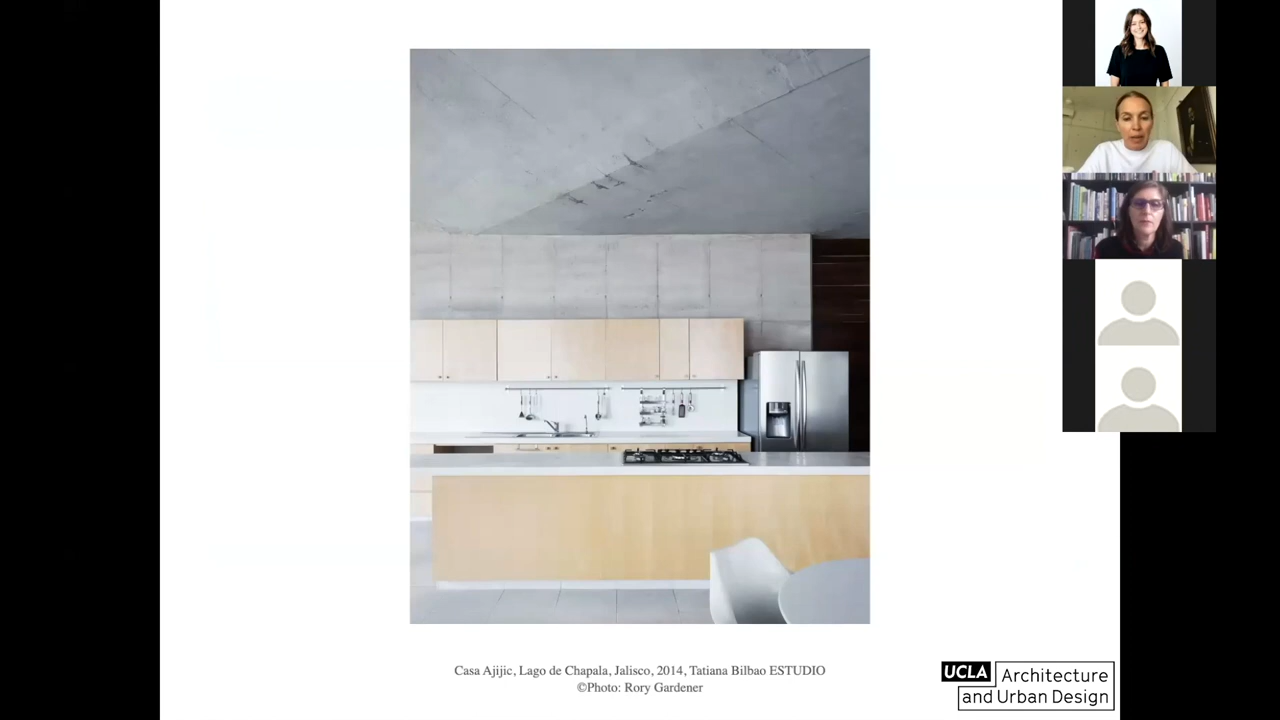 Casa Ajijic, Lago de Chapala, Jalisco, 2014, Tatiana Bilbao ESTUDIO
©Photo: Rory Gardener
UCLA Architecture
and Urban Design